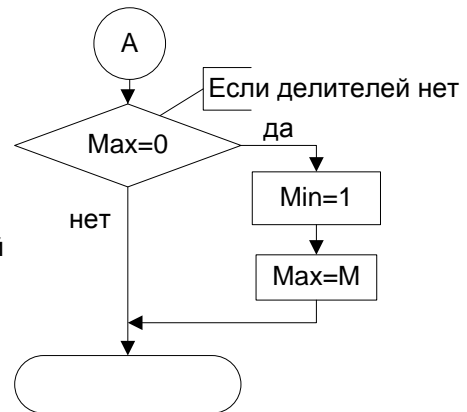 А
Если делителей нет
Max=0
да
Min=1
нет
й
Max=M